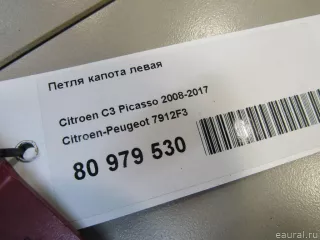 Петля капота левая
Citroen C3 Picasso 2008-2017
Citroen-Peugeot 7912F3
80 979 530
eaural.ru